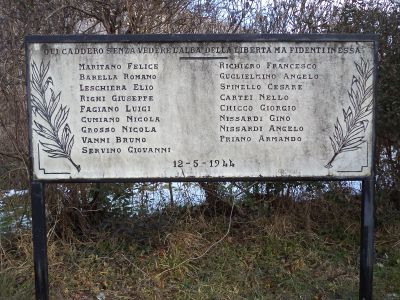 QUI CADDERO SENZA VEDERE L'ALBA DELLA LIBERTA MA FIDENTI IN ESSA:
MARITANO FELICE
BARELLA ROMANO
LESCHIERA ELIO
RIGHI GIUSEPPE
FAGIANO LUIGI
CUMIANO NICOLA
GROSSO NICOLA
VANNI BRUNO
SERVINO GIOVANNI
RICHIERO FRANCESCO
GUGLIELMINO ANGELO
SPINELLO CESARE
CARTEI NELLO
CHICCO GIORGIO
NISSARDI GINO
NISSARDI ANGELO
PRIANO ARMANDO
12-5-1944